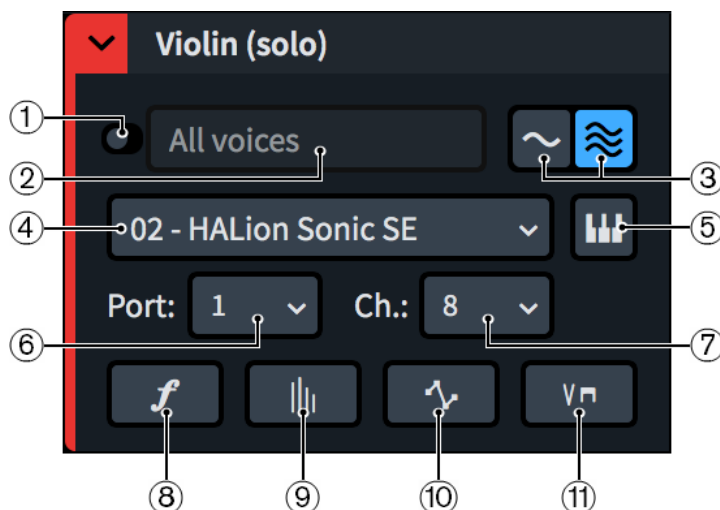 Violin (solo)
①
All voices
②
③
④
02 - HALion Sonic SE
⑤
Port: 1 Ch.: 8
⑥
⑦
f
V
⑧ ⑨ ⑩ ⑪